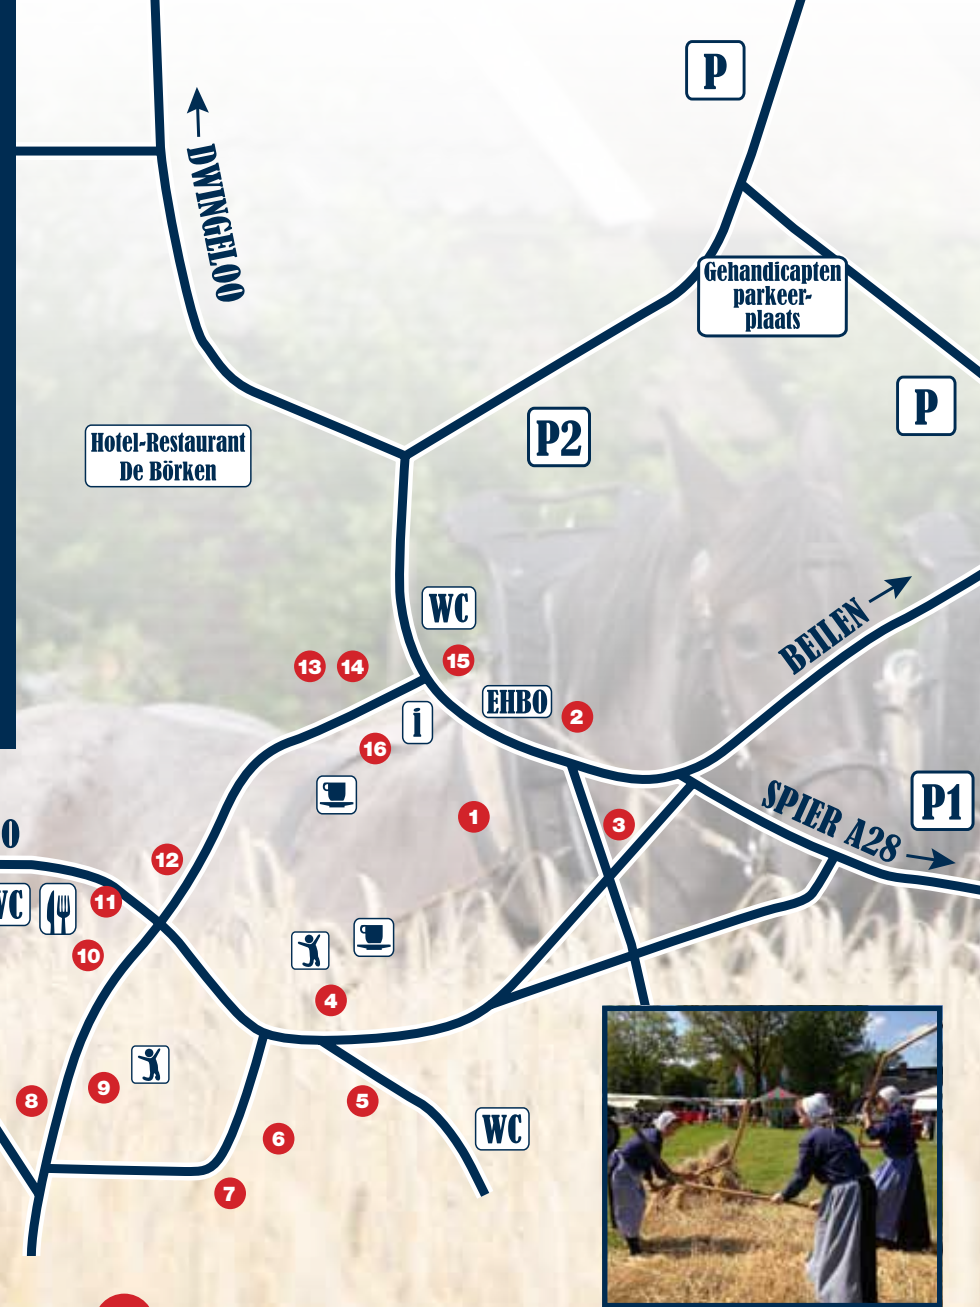 P
DWINGELOO
Gehandicapten
parkeer-
plaats
P
P2
Hotel-Restaurant
De Börken
WC
BEILEN
13
14
15
EHBO
i
2
16
SPIER A28
P1
1
3
O
12
WC
11
10
4
9
8
5
WC
6
7